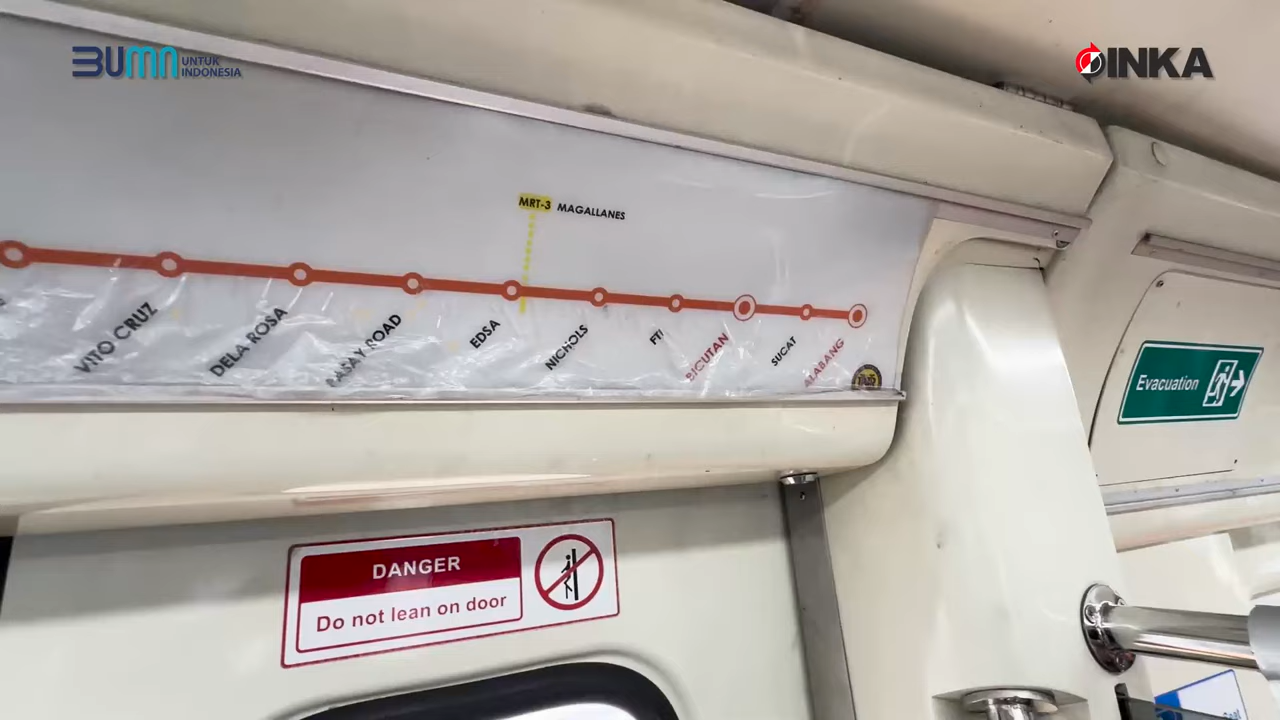 BUMN UNTUK
INDONESIA
INKA
MRT-3 MAGALLANES
VITO CRUZ
DELA ROSA
PASAY ROAD
EDSA
NICHOLS
FTI
BICUTAN
SUCAT
ALABANG
Evacuation
DANGER
Do not lean on door